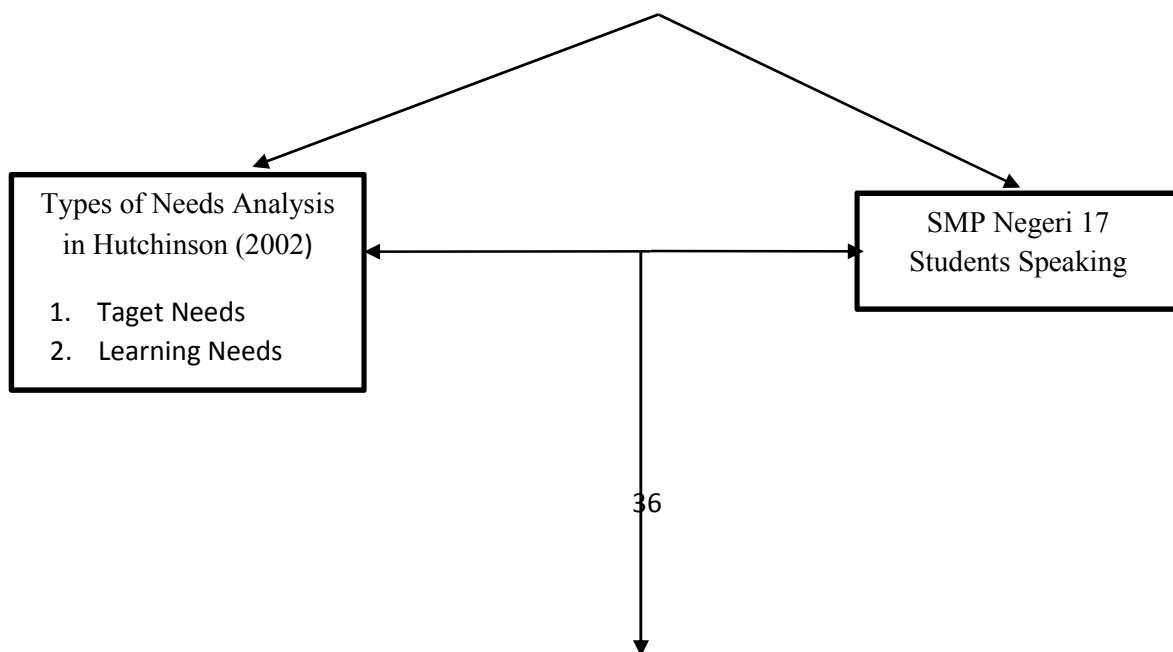 Types of Needs Analysis
in Hutchinson (2002)
1. Taget Needs
2. Learning Needs
SMP Negeri 17
Students Speaking
36